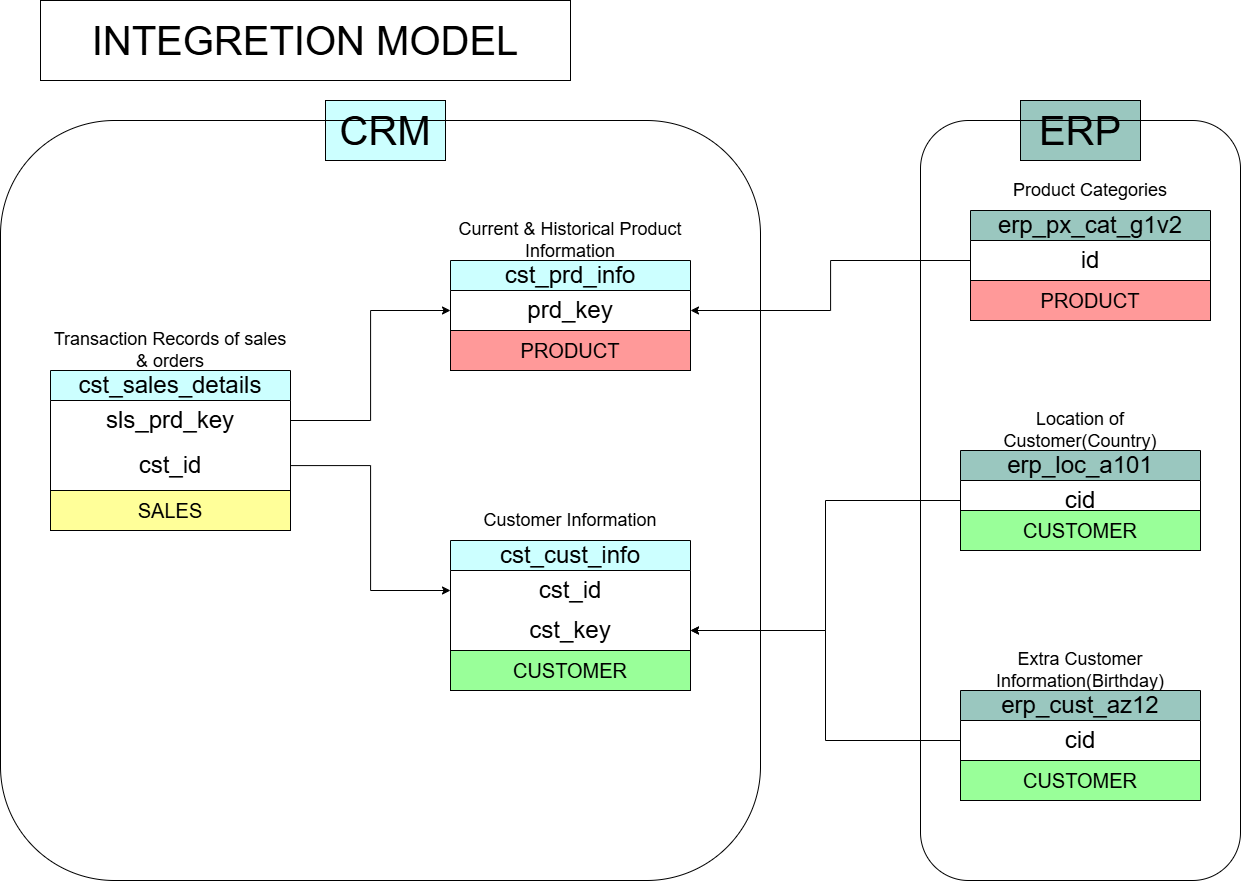 INTEGRETION MODEL
CRM
ERP
Product Categories
erp_px_cat_g1v2
id
PRODUCT
Current & Historical Product
Information
cst_prd_info
prd_key
PRODUCT
Transaction Records of sales
& orders
cst_sales_details
sls_prd_key
cst_id
SALES
Location of
Customer(Country)
erp_loc_a101
cid
CUSTOMER
Customer Information
cst_cust_info
cst_id
cst_key
CUSTOMER
Extra Customer
Information(Birthday)
erp_cust_az12
cid
CUSTOMER